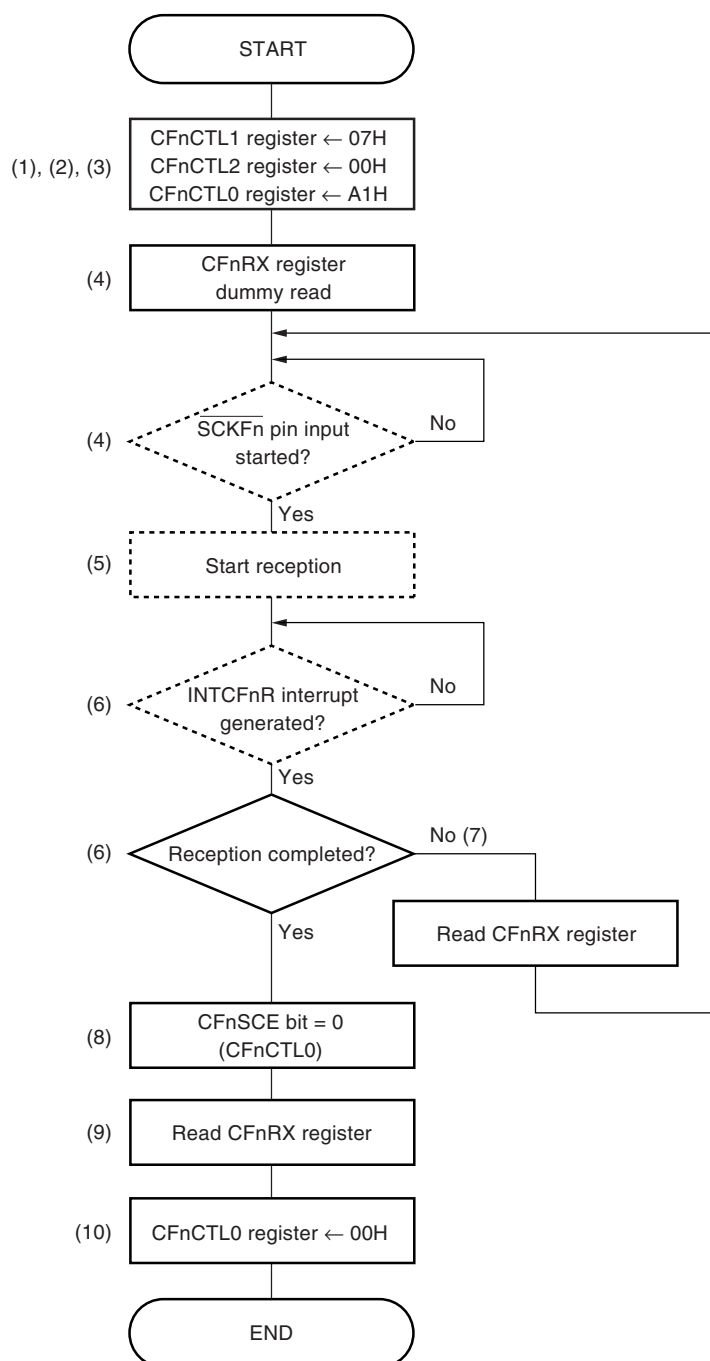 START
(1), (2), (3)
CFnCTL1 register ← 07H
CFnCTL2 register ← 00H
CFnCTL0 register ← A1H
(4)
CFnRX register
dummy read
(4)
SCKFn pin input
started?
No
Yes
(5)
Start reception
(6)
INTCFnR interrupt
generated?
No
Yes
(6)
Reception completed?
No (7)
Yes
Read CFnRX register
(8)
CFnSCE bit = 0
(CFnCTL0)
(9)
Read CFnRX register
(10)
CFnCTL0 register ← 00H
END